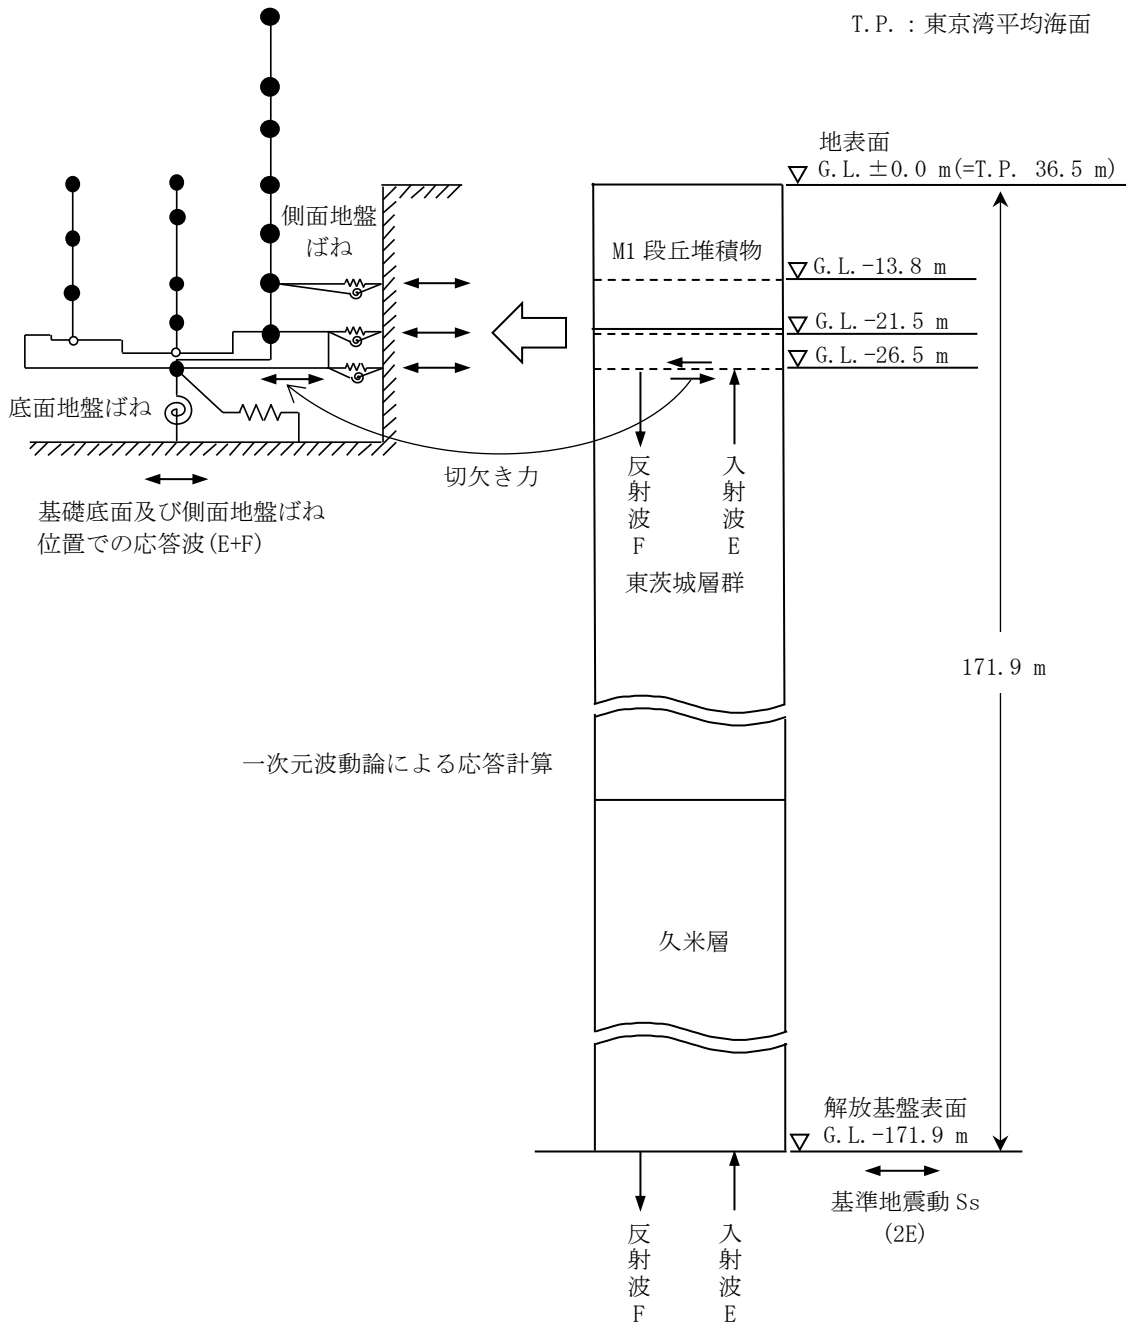 T.P. : 東京湾平均海面
地表面
G.L.±0.0 m(=T.P. 36.5 m)
側面地盤
ばね
M1 段丘堆積物
G.L.-13.8 m
G.L.-21.5 m
G.L.-26.5 m
底面地盤ばね
切欠き力
反射波F
入射波E
基礎底面及び側面地盤ばね
位置での応答波(E+F)
東茨城層群
171.9 m
一次元波動論による応答計算
久米層
解放基盤表面
G.L.-171.9 m
基準地震動 Ss
(2E)
反射波F
入射波E